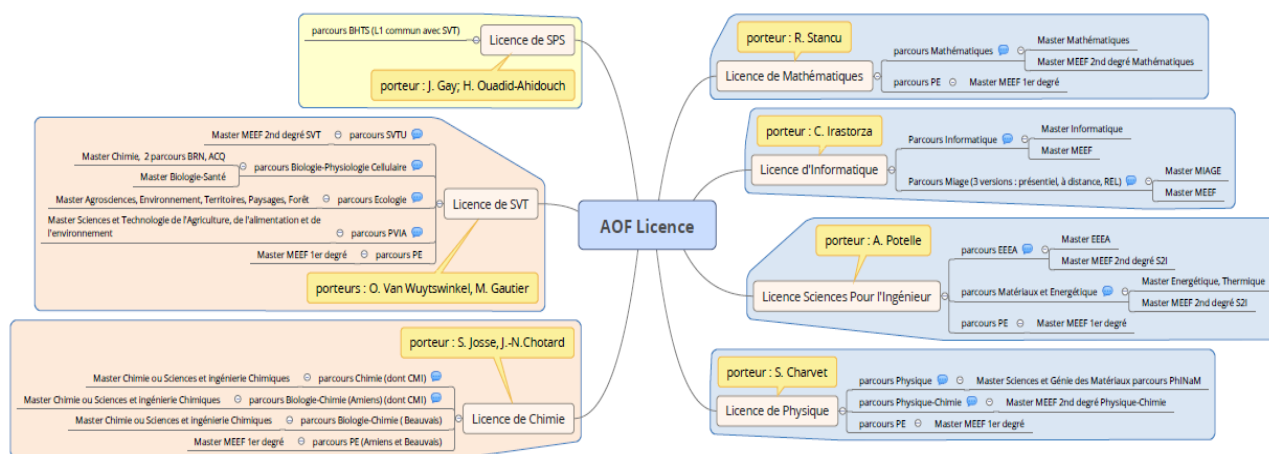 AOF Licence
Licence de SPS
parcours BHTS (L1 commun avec SVT)
porteur : J. Gay; H. Ouadid-Ahidouch
Licence de SVT
parcours SVTU
Master MEEF 2nd degré SVT
parcours Biologie-Physiologie Cellulaire
Master Chimie, 2 parcours BRN, ACQ
Master Biologie-Santé
parcours Ecologie
Master Agrosciences, Environnement, Territoires, Paysages, Forêt
parcours PVIA
Master Sciences et Technologie de l'Agriculture, de l'alimentation et de
l'environnement
parcours PE
Master MEEF 1er degré
porteurs : O. Van Wuytswinkel, M. Gautier
porteur : S. Josse, J.-N.Chotard
Licence de Chimie
parcours Chimie (dont CMI)
Master Chimie ou Sciences et ingénierie Chimiques
parcours Biologie-Chimie (Amiens) (dont CMI)
Master Chimie ou Sciences et ingénierie Chimiques
parcours Biologie-Chimie ( Beauvais)
Master Chimie ou Sciences et ingénierie Chimiques
parcours PE (Amiens et Beauvais)
Master MEEF 1er degré
porteur : R. Stancu
Licence de Mathématiques
parcours Mathématiques
Master Mathématiques
Master MEEF 2nd degré Mathématiques
parcours PE
Master MEEF 1er degré
porteur : C. Irastorza
Licence d'Informatique
Parcours Informatique
Master Informatique
Master MEEF
Parcours Miage (3 versions : présentiel, à distance, REL)
Master MIAGE
Master MEEF
porteur : A. Potelle
Licence Sciences Pour l'Ingénieur
parcours EEEA
Master EEEA
Master MEEF 2nd degré S2I
parcours Matériaux et Energétique
Master Energétique, Thermique
Master MEEF 2nd degré S2I
parcours PE
Master MEEF 1er degré
porteur : S. Charvet
Licence de Physique
parcours Physique
Master Sciences et Génie des Matériaux parcours PhINaM
parcours Physique-Chimie
Master MEEF 2nd degré Physique-Chimie
parcours PE
Master MEEF 1er degré